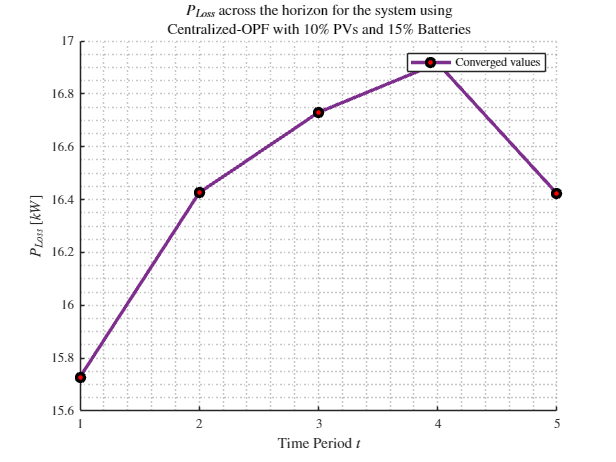 P_Loss across the horizon for the system using
Centralized-OPF with 10% PVs and 15% Batteries
Converged values
17
16.8
16.6
16.4
16.2
16
15.8
15.6
P_Loss [kW]
1 2 3 4 5
Time Period t